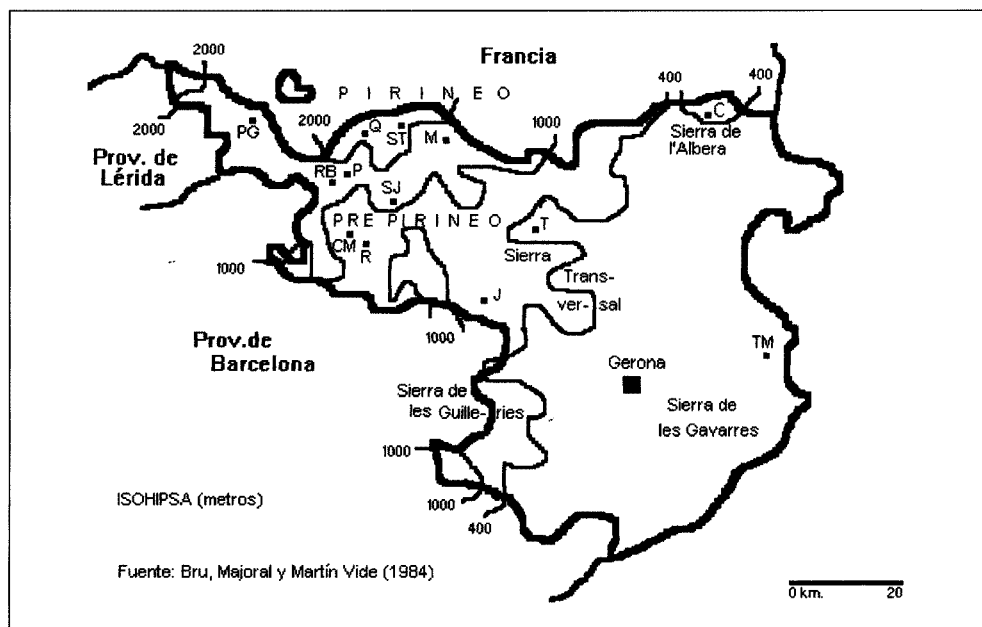 2000
Francia
400
400
P I R I N E O
2000
2000
PG
Q
ST
M
1000
C
Sierra de
l'Albera
Prov. de
Lérida
RB
P
SJ
PRE PIRINEO
T
CM
R
Sierra
1000
Trans-
ver- sal
J
1000
Prov.de
Barcelona
TM
Gerona
Sierra de
les Guille-ries
Sierra de
les Gavarres
1000
ISOHIPSA (metros)
1000
400
Fuente: Bru, Majoral y Martín Vide (1984)
0 km. 20